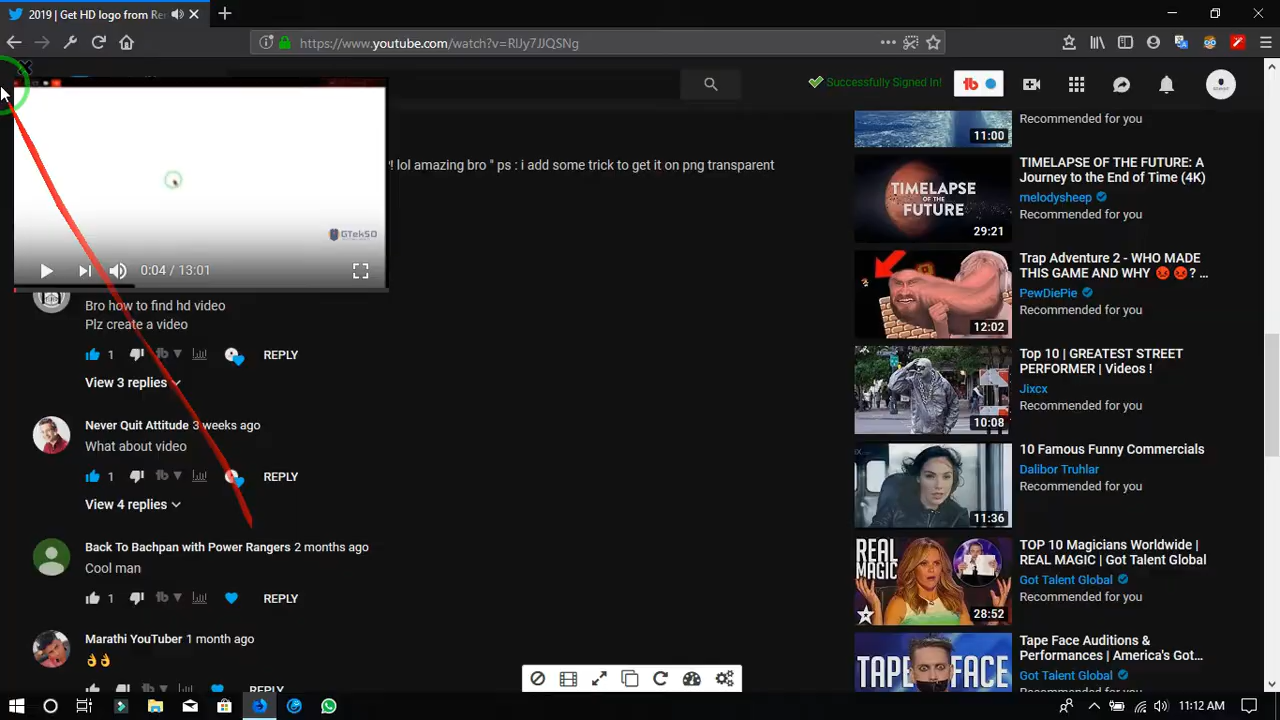 2019 | Get HD logo from Re
https://www.youtube.com/watch?v=RlJy7JJQSNg
Successfully Signed In!
! lol amazing bro " ps : i add some trick to get it on png transparent
GTekSO
0:04 / 13:01
Bro how to find hd video
Plz create a video
1
REPLY
View 3 replies
Never Quit Attitude 3 weeks ago
What about video
1
REPLY
View 4 replies
Back To Bachpan with Power Rangers 2 months ago
Cool man
1
REPLY
Marathi YouTuber 1 month ago
👌👌
1
REPLY
11:00
Recommended for you
TIMELAPSE
OF THE
FUTURE
29:21
TIMELAPSE OF THE FUTURE: A
Journey to the End of Time (4K)
melodysheep
Recommended for you
12:02
Trap Adventure 2 - WHO MADE
THIS GAME AND WHY 😡😡? ...
PewDiePie
Recommended for you
10:08
Top 10 | GREATEST STREET
PERFORMER | Videos !
Jixcx
Recommended for you
11:36
10 Famous Funny Commercials
Dalibor Truhlar
Recommended for you
REAL
MAGIC
28:52
TOP 10 Magicians Worldwide |
REAL MAGIC | Got Talent Global
Got Talent Global
Recommended for you
TAPE FACE
Tape Face Auditions &
Performances | America's Got...
Got Talent Global
11:12 AM